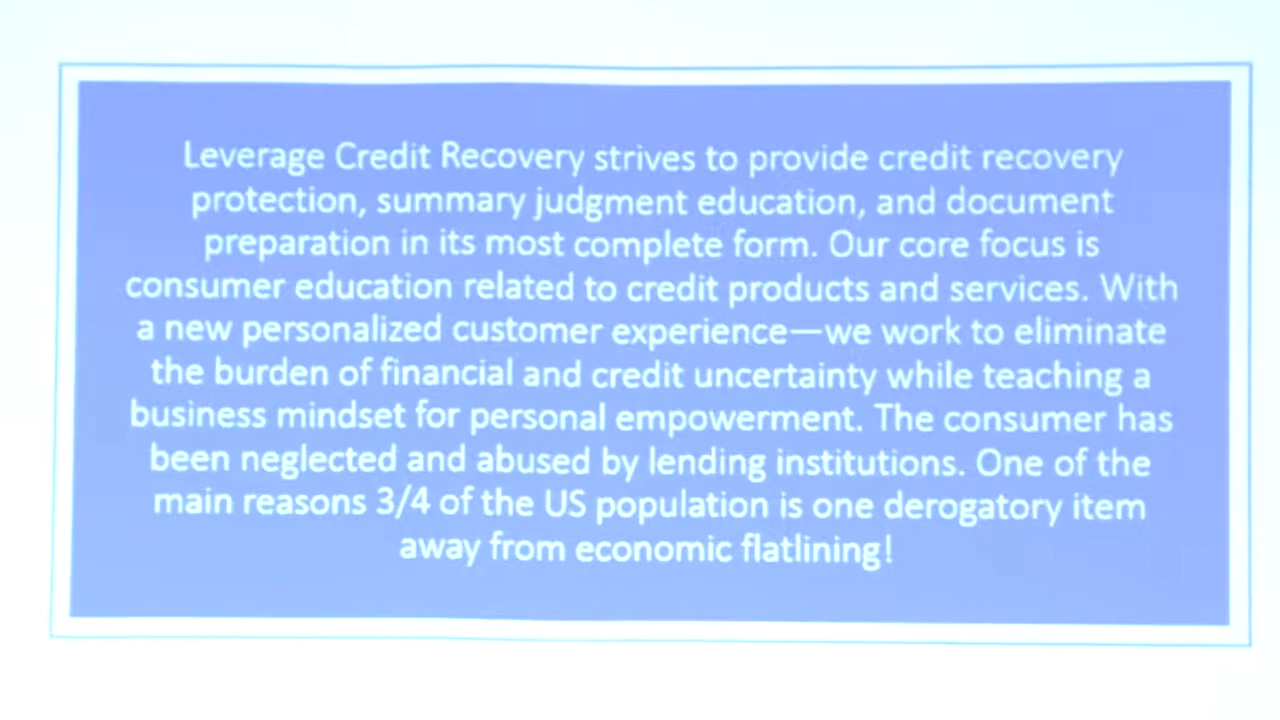 Leverage Credit Recovery strives to provide credit recovery
protection, summary judgment education, and document
preparation in its most complete form. Our core focus is
consumer education related to credit products and services. With
a new personalized customer experience—we work to eliminate
the burden of financial and credit uncertainty while teaching a
business mindset for personal empowerment. The consumer has
been neglected and abused by lending institutions. One of the
main reasons 3/4 of the US population is one derogatory item
away from economic flatlining!